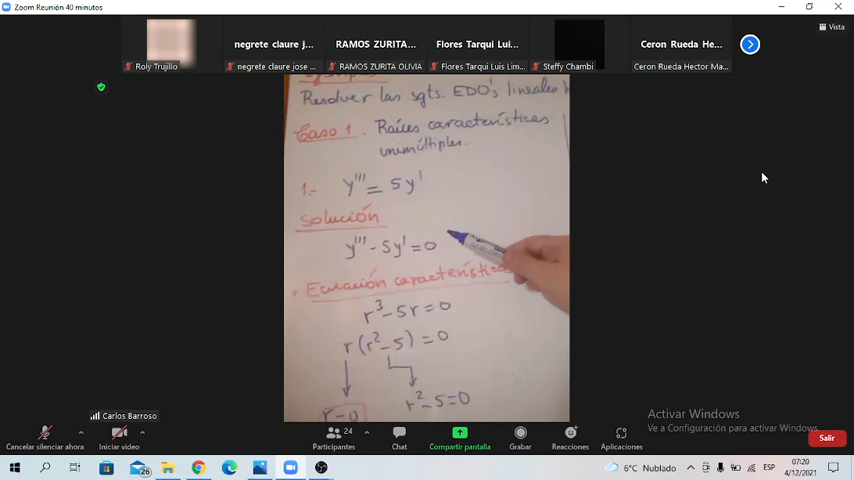 Zoom Reunión 40 minutos
Vista
negrete claure j...
RAMOS ZURITA...
Flores Tarqui Lui...
Ceron Rueda He...
Roly Trujillo
negrete claure jose ...
RAMOS ZURITA OLIVIA
Flores Tarqui Luis Lim...
Steffy Chambi
Ceron Rueda Hector Ma...
Resolver las sgts. EDO's lineales h
Caso 1. Raíces características
unimúltiples.
1.- y''' = 5y'
Solución
y''' - 5y' = 0
• Ecuación característica
r³ - 5r = 0
r(r² - 5) = 0
r = 0
r² - 5 = 0
Carlos Barroso
Activar Windows
Ve a Configuración para activar Windows.
24
Cancelar silenciar ahora
Iniciar video
Participantes
Chat
Compartir pantalla
Grabar
Reacciones
Aplicaciones
Salir
26
6°C Nublado
ESP
07:20
4/12/2021